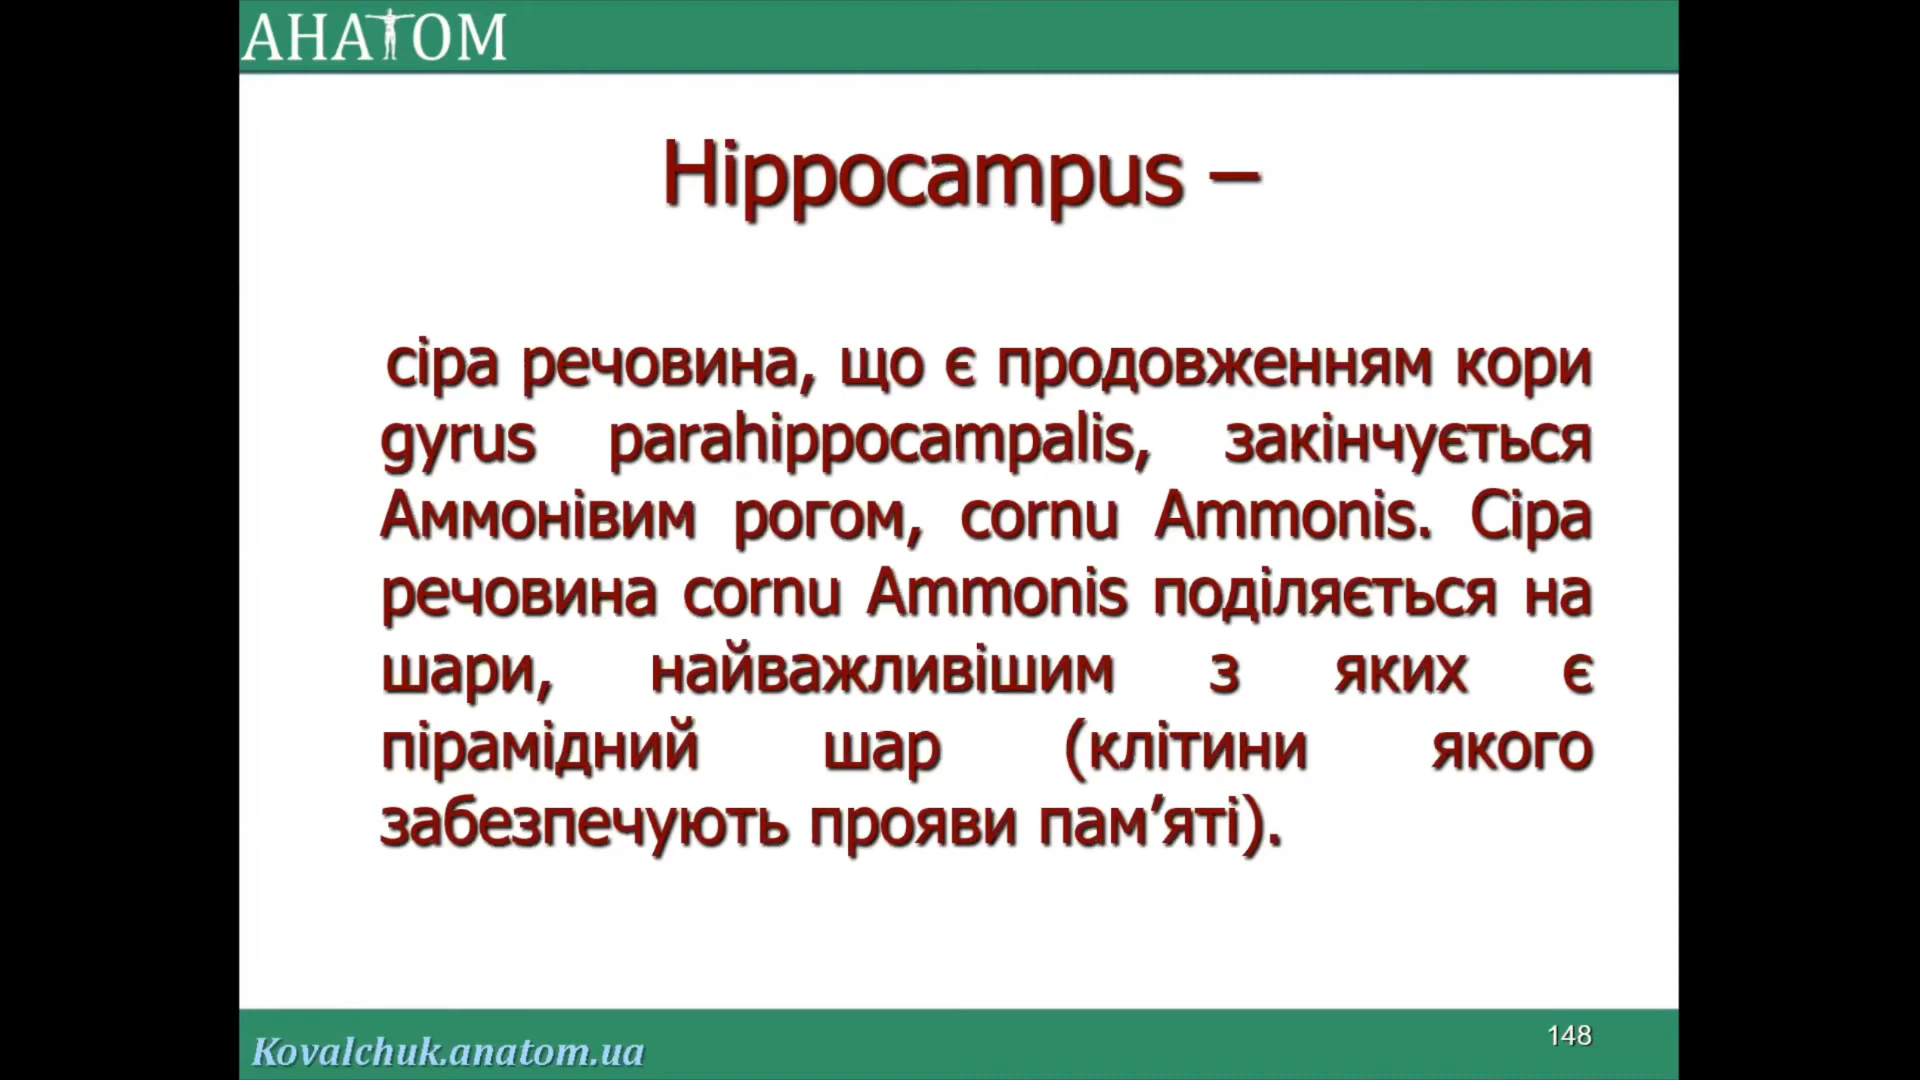 АНАТОМ
Hippocampus –
сіра речовина, що є продовженням кори
gyrus parahippocampalis, закінчується
Аммонівим рогом, cornu Ammonis. Сіра
речовина cornu Ammonis поділяється на
шари, найважливішим з яких є
пірамідний шар (клітини якого
забезпечують прояви пам’яті).
Kovalchuk.anatom.ua
148